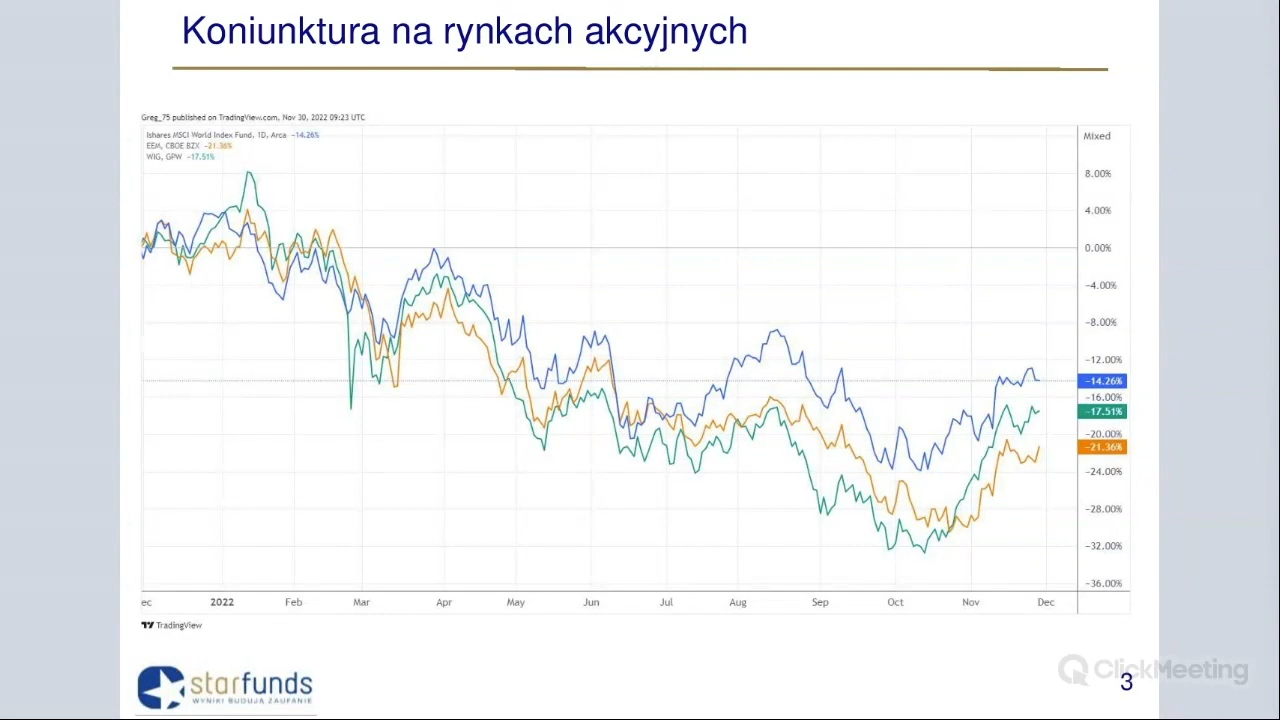 Koniunktura na rynkach akcyjnych
Greg_75 published on TradingView.com, Nov 30, 2022 09:23 UTC
Ishares MSCI World Index Fund, 1D, Arca −14.26%
EEM, CBOE BZX −21.36%
WIG, GPW −17.51%
Mixed
8.00%
4.00%
0.00%
−4.00%
−8.00%
−12.00%
−14.26%
−16.00%
−17.51%
−20.00%
−21.36%
−24.00%
−28.00%
−32.00%
−36.00%
ec 2022 Feb Mar Apr May Jun Jul Aug Sep Oct Nov Dec
TradingView
starfunds
WYNIKI BUDUJĄ ZAUFANIE
ClickMeeting
3